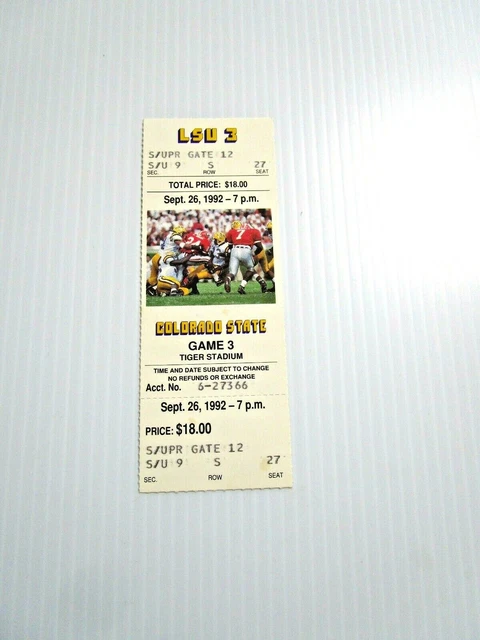 LSU 3
S/UPR GATE 12
S/U 9 S 27
SEC. ROW SEAT
TOTAL PRICE: $18.00
Sept. 26, 1992 – 7 p.m.
7
COLORADO STATE
GAME 3
TIGER STADIUM
TIME AND DATE SUBJECT TO CHANGE
NO REFUNDS OR EXCHANGE
Acct. No. 6-27366
Sept. 26, 1992 – 7 p.m.
PRICE: $18.00
S/UPR GATE 12
S/U 9 S 27
SEC. ROW SEAT